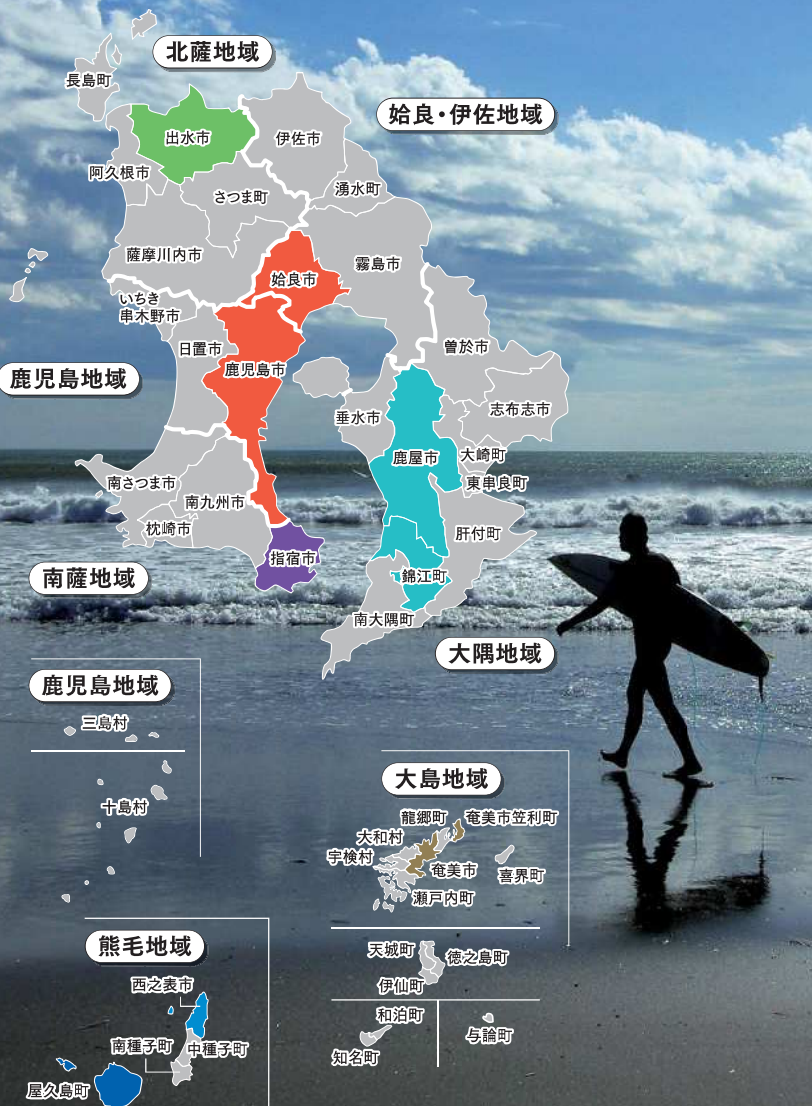 北薩地域
長島町
出水市
伊佐市
姶良・伊佐地域
阿久根市
さつま町
湧水町
薩摩川内市
霧島市
姶良市
いちき
串木野市
日置市
曽於市
鹿児島地域
鹿児島市
垂水市
志布志市
鹿屋市
大崎町
東串良町
南さつま市
南九州市
枕崎市
肝付町
指宿市
錦江町
南薩地域
南大隅町
大隅地域
鹿児島地域
三島村
十島村
大島地域
龍郷町
奄美市笠利町
大和村
宇検村
奄美市
喜界町
瀬戸内町
天城町
徳之島町
伊仙町
和泊町
与論町
知名町
熊毛地域
西之表市
南種子町
中種子町
屋久島町